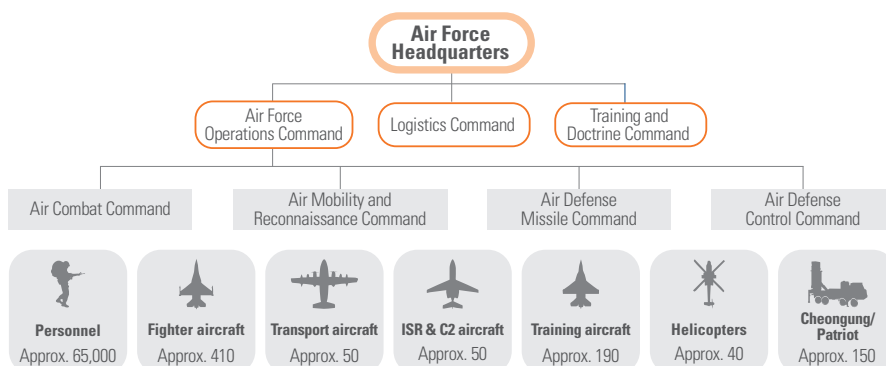 Air Force
Headquarters
Air Force
Operations Command
Logistics Command
Training and
Doctrine Command
Air Combat Command
Air Mobility and
Reconnaissance Command
Air Defense
Missile Command
Air Defense
Control Command
Personnel
Approx. 65,000
Fighter aircraft
Approx. 410
Transport aircraft
Approx. 50
ISR & C2 aircraft
Approx. 50
Training aircraft
Approx. 190
Helicopters
Approx. 40
Cheongung/
Patriot
Approx. 150